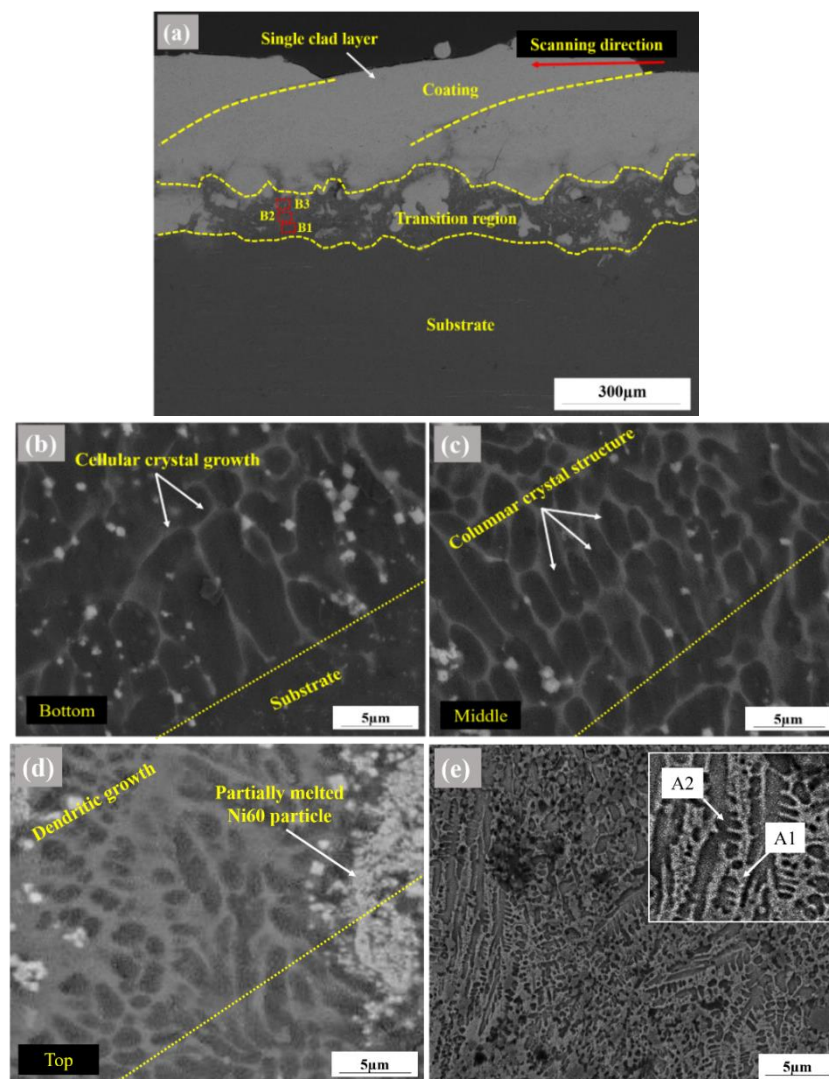 (a)
Single clad layer
Scanning direction
Coating
B3
B2
Transition region
B1
Substrate
300µm
(b)
Cellular crystal growth
Substrate
Bottom
5µm
(c)
Columnar crystal structure
Middle
5µm
(d)
Dendritic growth
Partially melted
Ni60 particle
Top
5µm
(e)
A2
A1
5µm